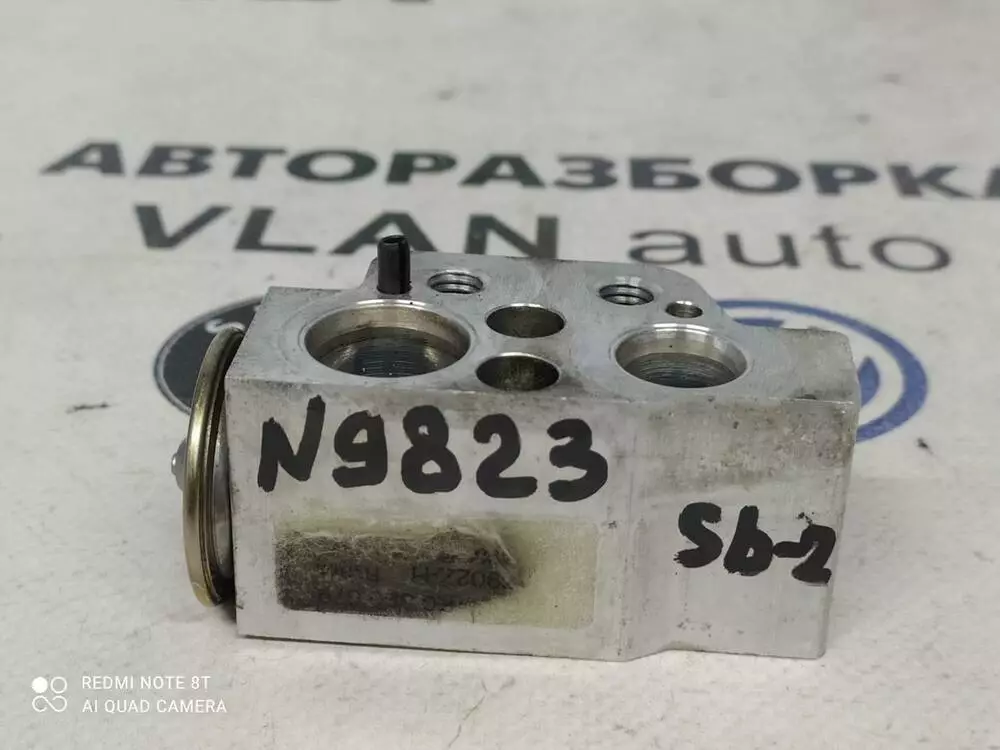 АВТОРАЗБОРКА
VLAN auto
N9823
Sb-2
REDMI NOTE 8T
AI QUAD CAMERA